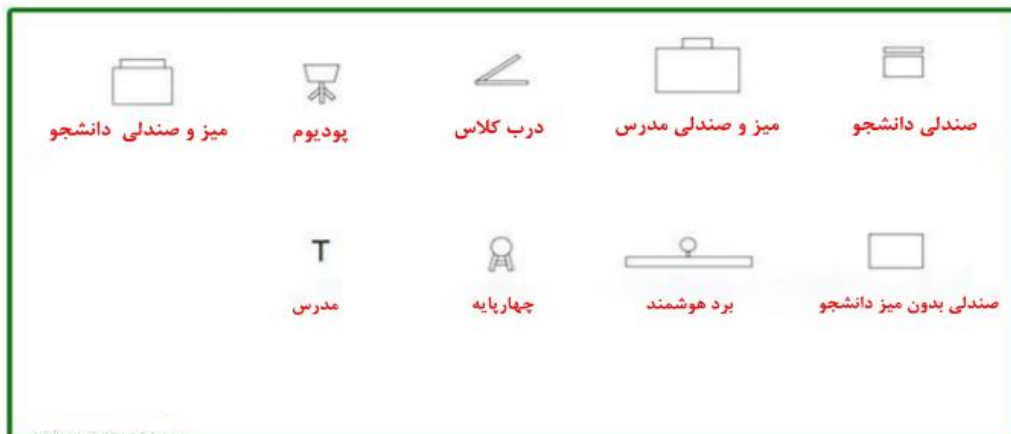 صندلی دانشجو
میز و صندلی مدرس
درب کلاس
پودیوم
میز و صندلی دانشجو
صندلی بدون میز دانشجو
برد هوشمند
چهارپایه
T
مدرس